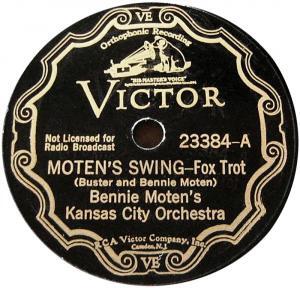 VE
Orthophonic Recording
"HIS MASTER'S VOICE"
VICTOR
Not Licensed for
Radio Broadcast
23384-A
MOTEN'S SWING—Fox Trot
(Buster and Bennie Moten)
Bennie Moten's
Kansas City Orchestra
RCA Victor Company, Inc.
Camden, N.J.
VE